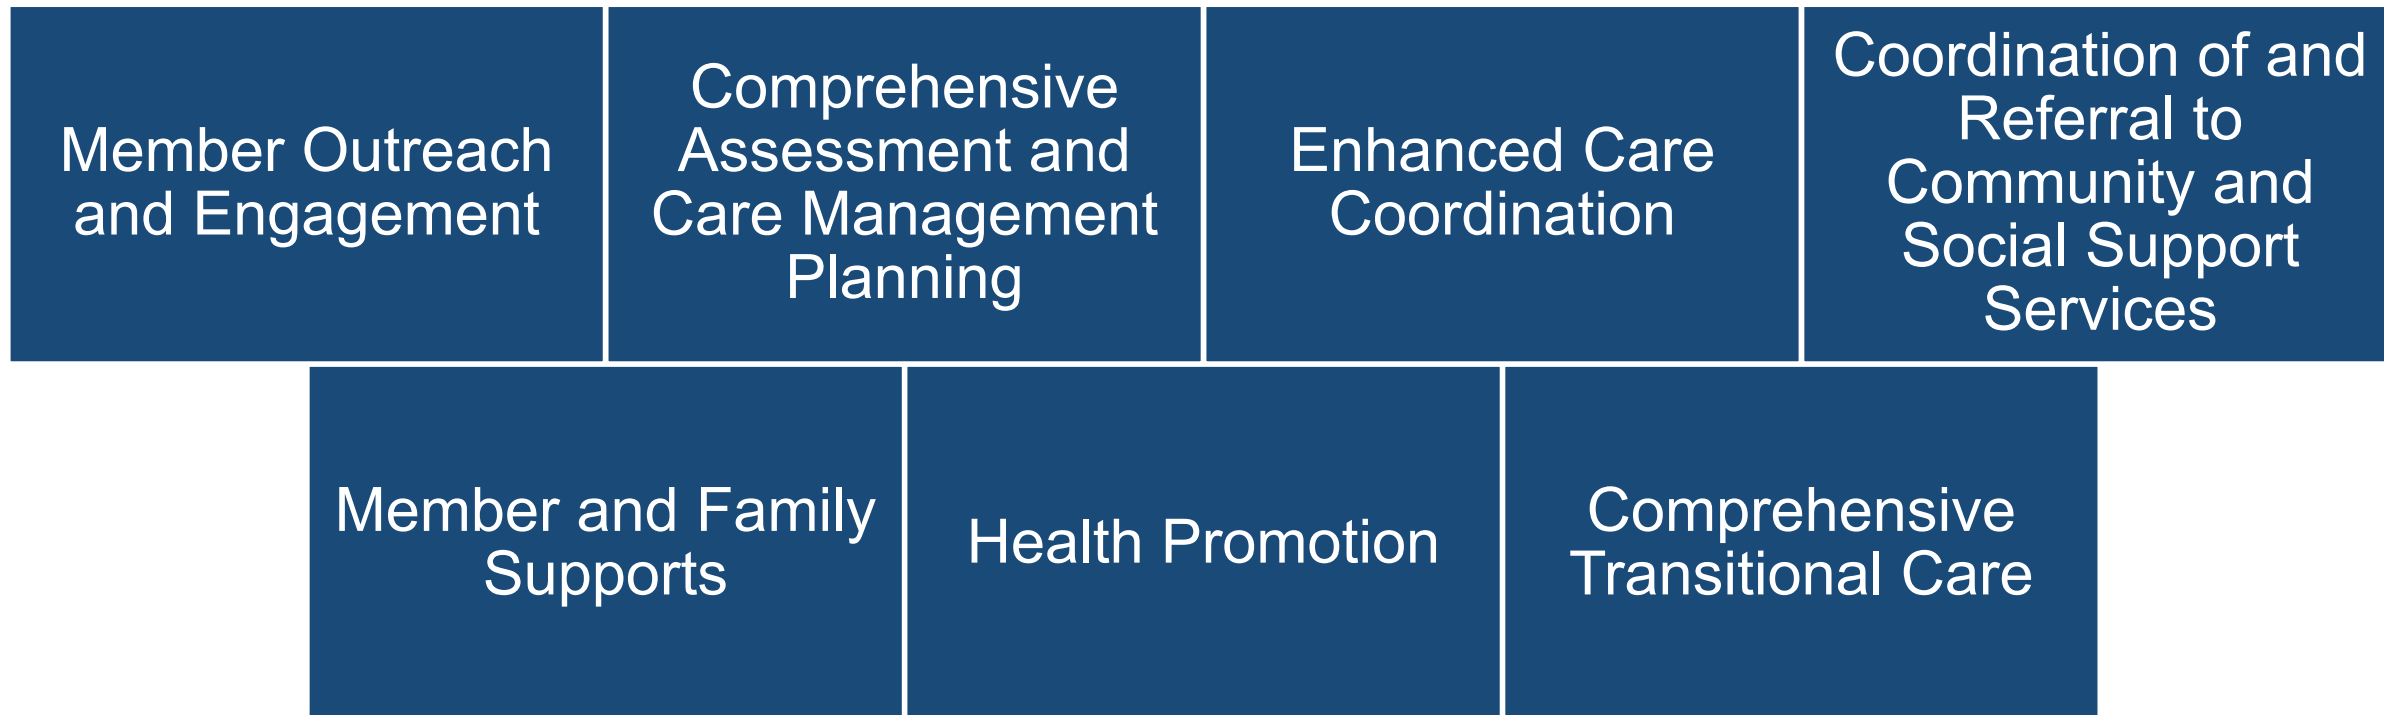 Member Outreach
and Engagement
Comprehensive
Assessment and
Care Management
Planning
Enhanced Care
Coordination
Coordination of and
Referral to
Community and
Social Support
Services
Member and Family
Supports
Health Promotion
Comprehensive
Transitional Care